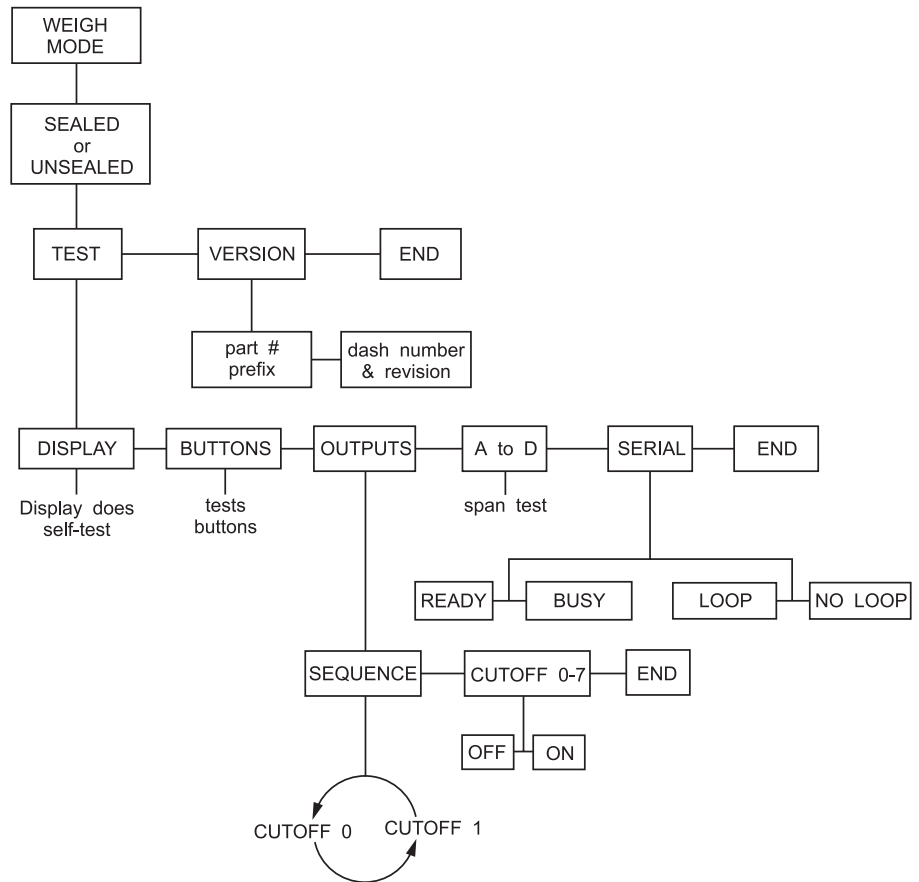 WEIGH
MODE
SEALED
or
UNSEALED
TEST
VERSION
END
part #
prefix
dash number
& revision
DISPLAY
BUTTONS
OUTPUTS
A to D
SERIAL
END
Display does
self-test
tests
buttons
span test
READY
BUSY
LOOP
NO LOOP
SEQUENCE
CUTOFF 0-7
END
OFF
ON
CUTOFF 0
CUTOFF 1